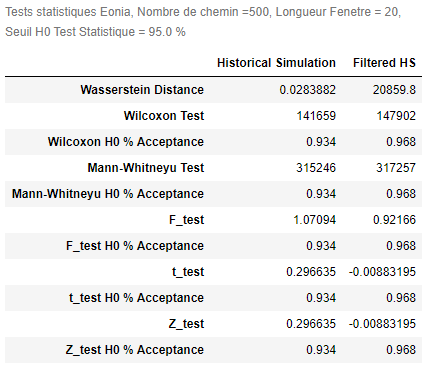 Tests statistiques Eonia, Nombre de chemin =500, Longueur Fenetre = 20,
Seuil H0 Test Statistique = 95.0 %
Historical Simulation Filtered HS
Wasserstein Distance 0.0283882 20859.8
Wilcoxon Test 141659 147902
Wilcoxon H0 % Acceptance 0.934 0.968
Mann-Whitneyu Test 315246 317257
Mann-Whitneyu H0 % Acceptance 0.934 0.968
F_test 1.07094 0.92166
F_test H0 % Acceptance 0.934 0.968
t_test 0.296635 -0.00883195
t_test H0 % Acceptance 0.934 0.968
Z_test 0.296635 -0.00883195
Z_test H0 % Acceptance 0.934 0.968